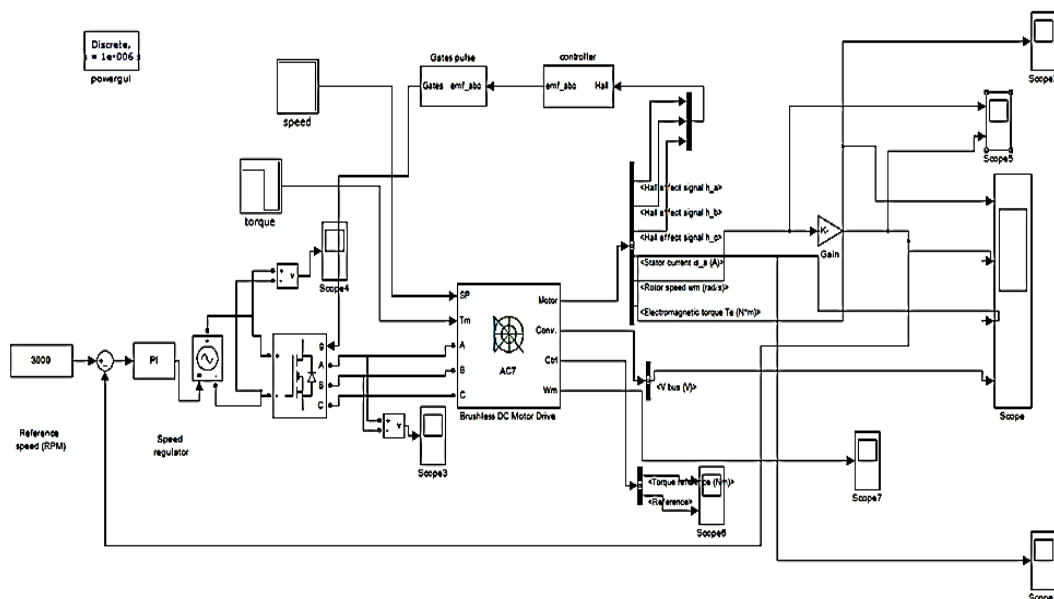 Discrete,
= 1e-006
powergui
speed
torque
Gates pulse
Gates emf_abc
controller
emf_abc Hall
<Hall effect signal h_a>
<Hall effect signal h_b>
<Hall effect signal h_c>
<Stator current is_a (A)>
<Rotor speed wm (rad/s)>
<Electromagnetic torque Te (N*m)>
K-
Gain
Scope5
Scope
Scope4
v
3000
Reference
speed (RPM)
PI
Speed
regulator
g
A
B
C
v
Scope3
SP
Tm
A
B
C
Motor
Conv.
Ctrl
Wm
AC7
Brushless DC Motor Drive
<V bus (V)>
<Torque reference (Nm)>
<Reference>
Scope6
Scope7